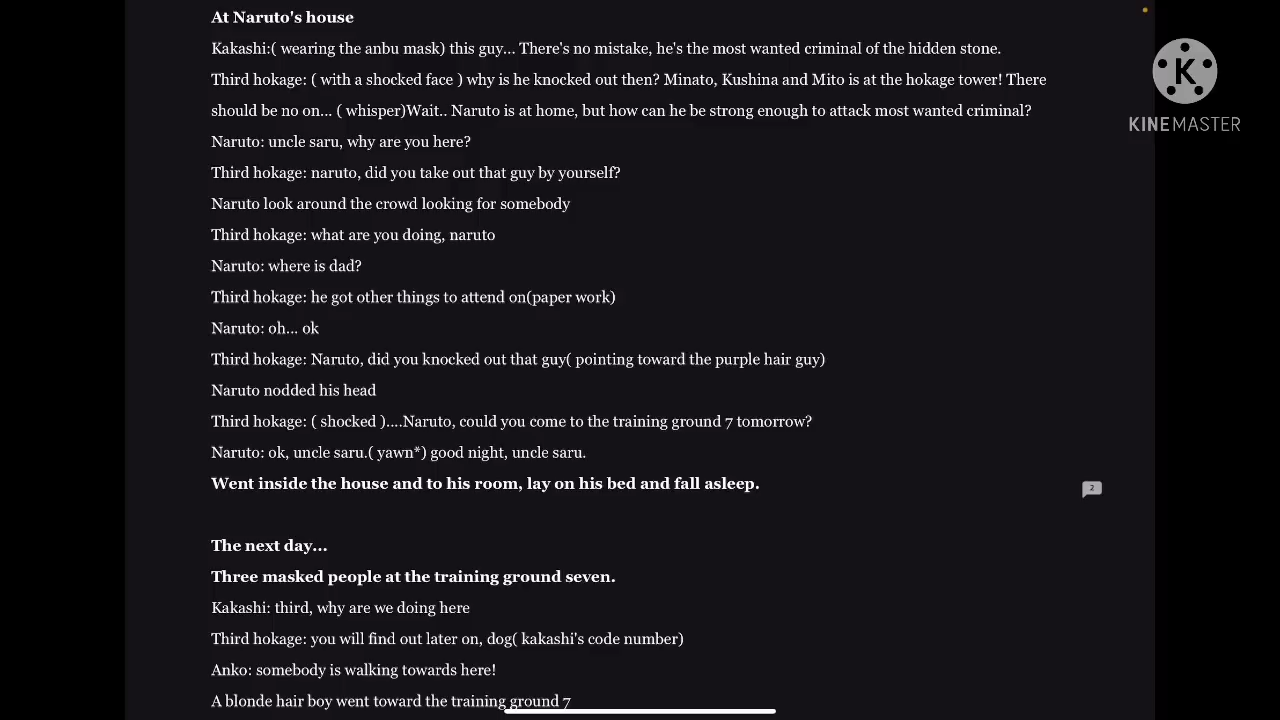 At Naruto's house
Kakashi:( wearing the anbu mask) this guy... There's no mistake, he's the most wanted criminal of the hidden stone.
Third hokage: ( with a shocked face ) why is he knocked out then? Minato, Kushina and Mito is at the hokage tower! There
should be no on... ( whisper)Wait.. Naruto is at home, but how can he be strong enough to attack most wanted criminal?
Naruto: uncle saru, why are you here?
Third hokage: naruto, did you take out that guy by yourself?
Naruto look around the crowd looking for somebody
Third hokage: what are you doing, naruto
Naruto: where is dad?
Third hokage: he got other things to attend on(paper work)
Naruto: oh... ok
Third hokage: Naruto, did you knocked out that guy( pointing toward the purple hair guy)
Naruto nodded his head
Third hokage: ( shocked )....Naruto, could you come to the training ground 7 tomorrow?
Naruto: ok, uncle saru.( yawn*) good night, uncle saru.
Went inside the house and to his room, lay on his bed and fall asleep.
2
The next day...
Three masked people at the training ground seven.
Kakashi: third, why are we doing here
Third hokage: you will find out later on, dog( kakashi's code number)
Anko: somebody is walking towards here!
A blonde hair boy went toward the training ground 7
K
KINEMASTER